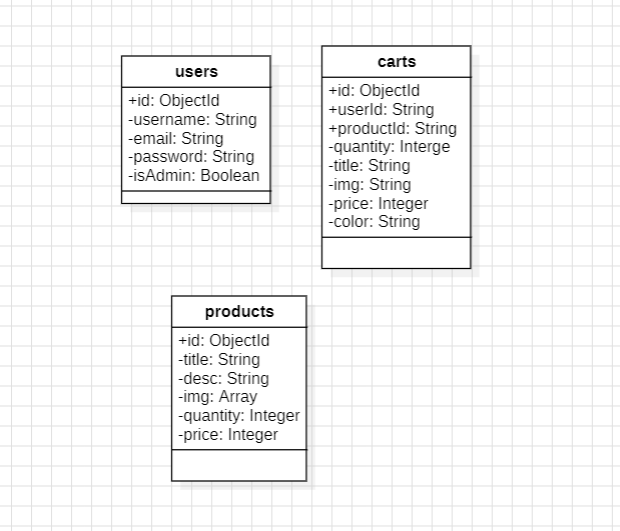 users
+id: ObjectId
-username: String
-email: String
-password: String
-isAdmin: Boolean
carts
+id: ObjectId
+userId: String
+productId: String
-quantity: Interge
-title: String
-img: String
-price: Integer
-color: String
products
+id: ObjectId
-title: String
-desc: String
-img: Array
-quantity: Integer
-price: Integer